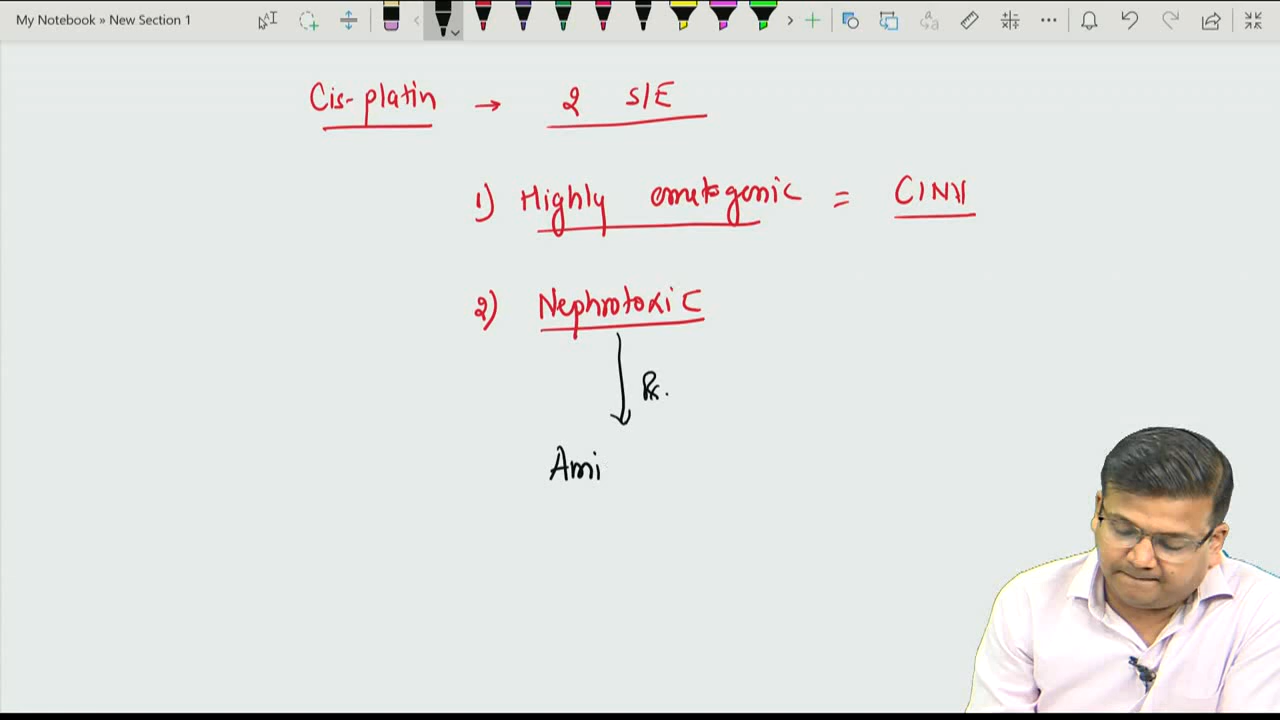 My Notebook » New Section 1
Cis-platin → 2 S/E
1) Highly emetogenic = CINV
2) Nephrotoxic
Rx.
Ami